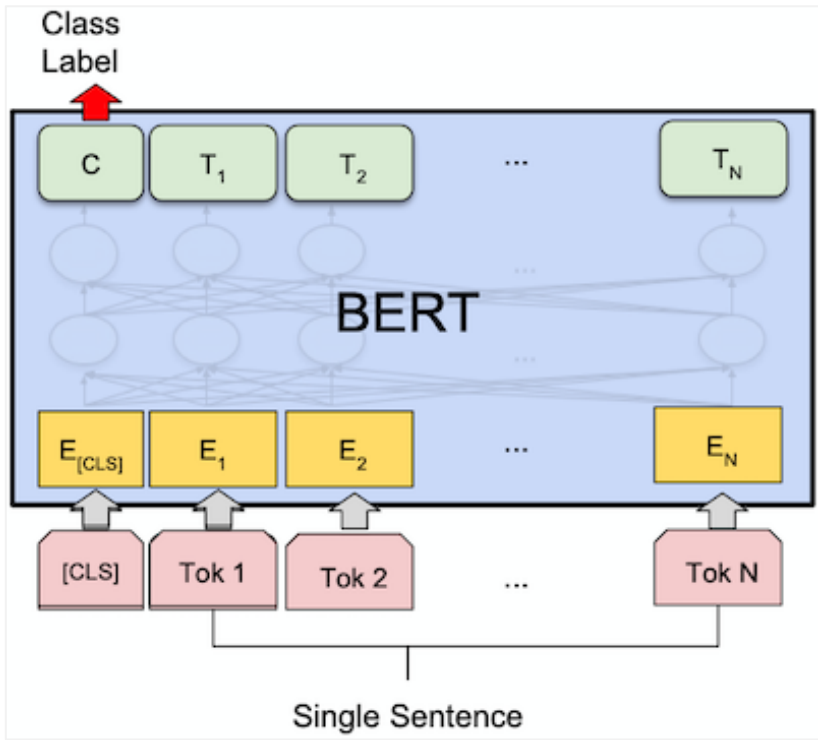 Class
Label
C T1 T2 ... TN
...
BERT
...
E[CLS] E1 E2 ... EN
[CLS] Tok 1 Tok 2 ... Tok N
Single Sentence